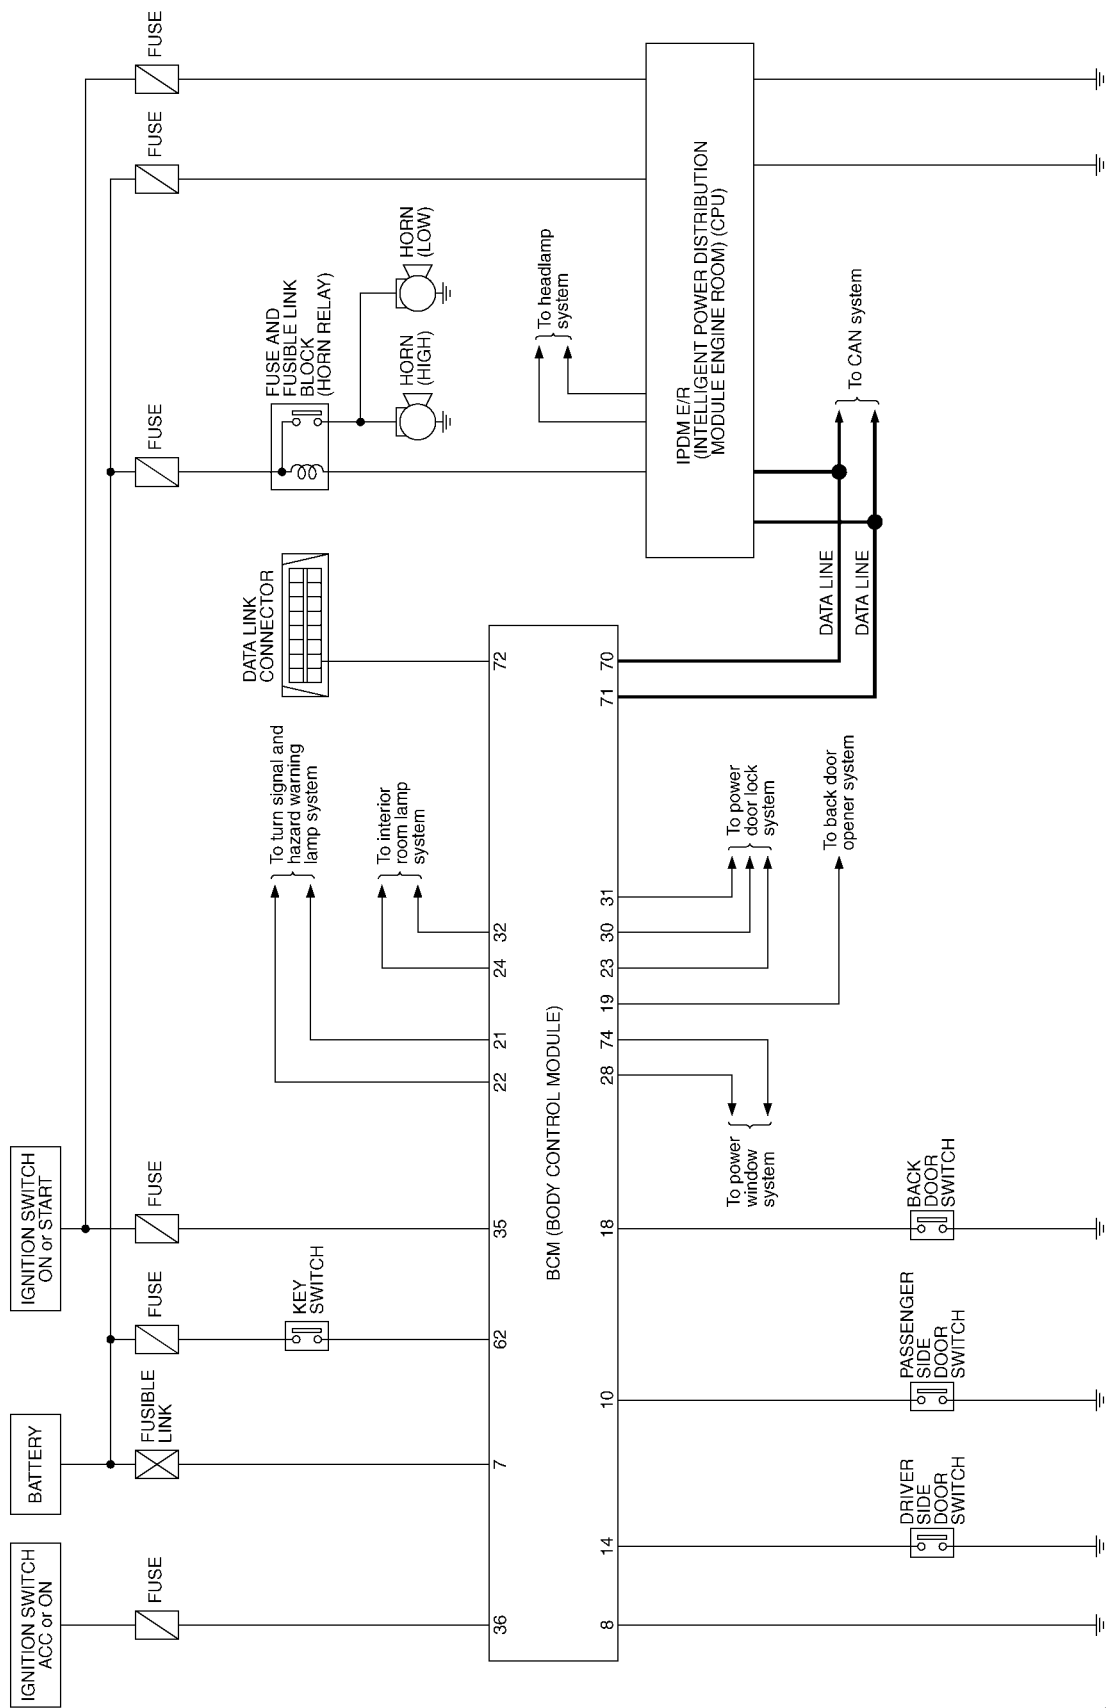 IGNITION SWITCH
ACC or ON
BATTERY
IGNITION SWITCH
ON or START
FUSE
FUSIBLE
LINK
FUSE
FUSE
FUSE
FUSE
FUSE
KEY
SWITCH
To turn signal and
hazard warning
lamp system
To interior
room lamp
system
DATA LINK
CONNECTOR
FUSE AND
FUSIBLE LINK
BLOCK
(HORN RELAY)
HORN
(HIGH)
HORN
(LOW)
To headlamp
system
36
7
62
35
22
21
24
32
72
BCM (BODY CONTROL MODULE)
8
14
10
18
28
74
19
23
30
31
71
70
IPDM E/R
(INTELLIGENT POWER DISTRIBUTION
MODULE ENGINE ROOM) (CPU)
To power
window
system
To power
door lock
system
To back door
opener system
DATA LINE
DATA LINE
To CAN system
DRIVER
SIDE
DOOR
SWITCH
PASSENGER
SIDE
DOOR
SWITCH
BACK
DOOR
SWITCH